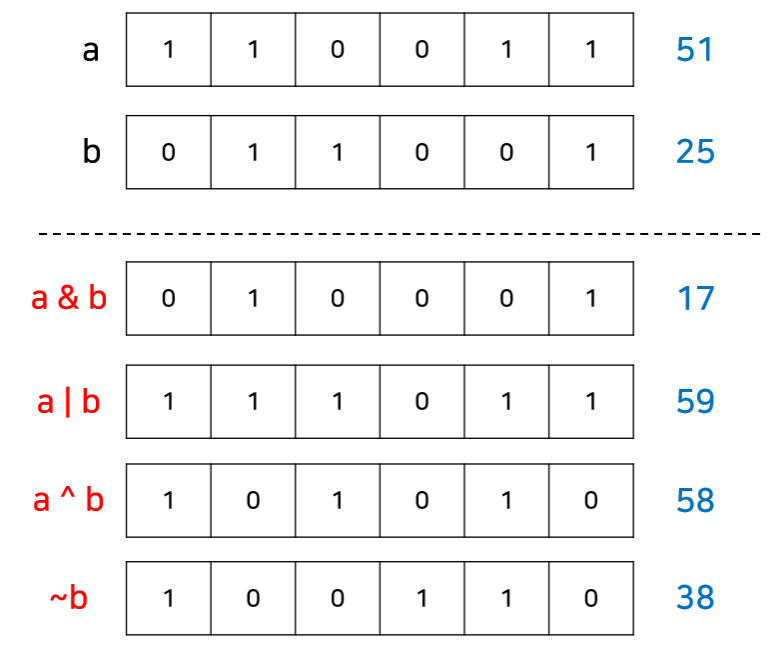 a 1 1 0 0 1 1 51
b 0 1 1 0 0 1 25
a & b 0 1 0 0 0 1 17
a | b 1 1 1 0 1 1 59
a ^ b 1 0 1 0 1 0 58
~b 1 0 0 1 1 0 38